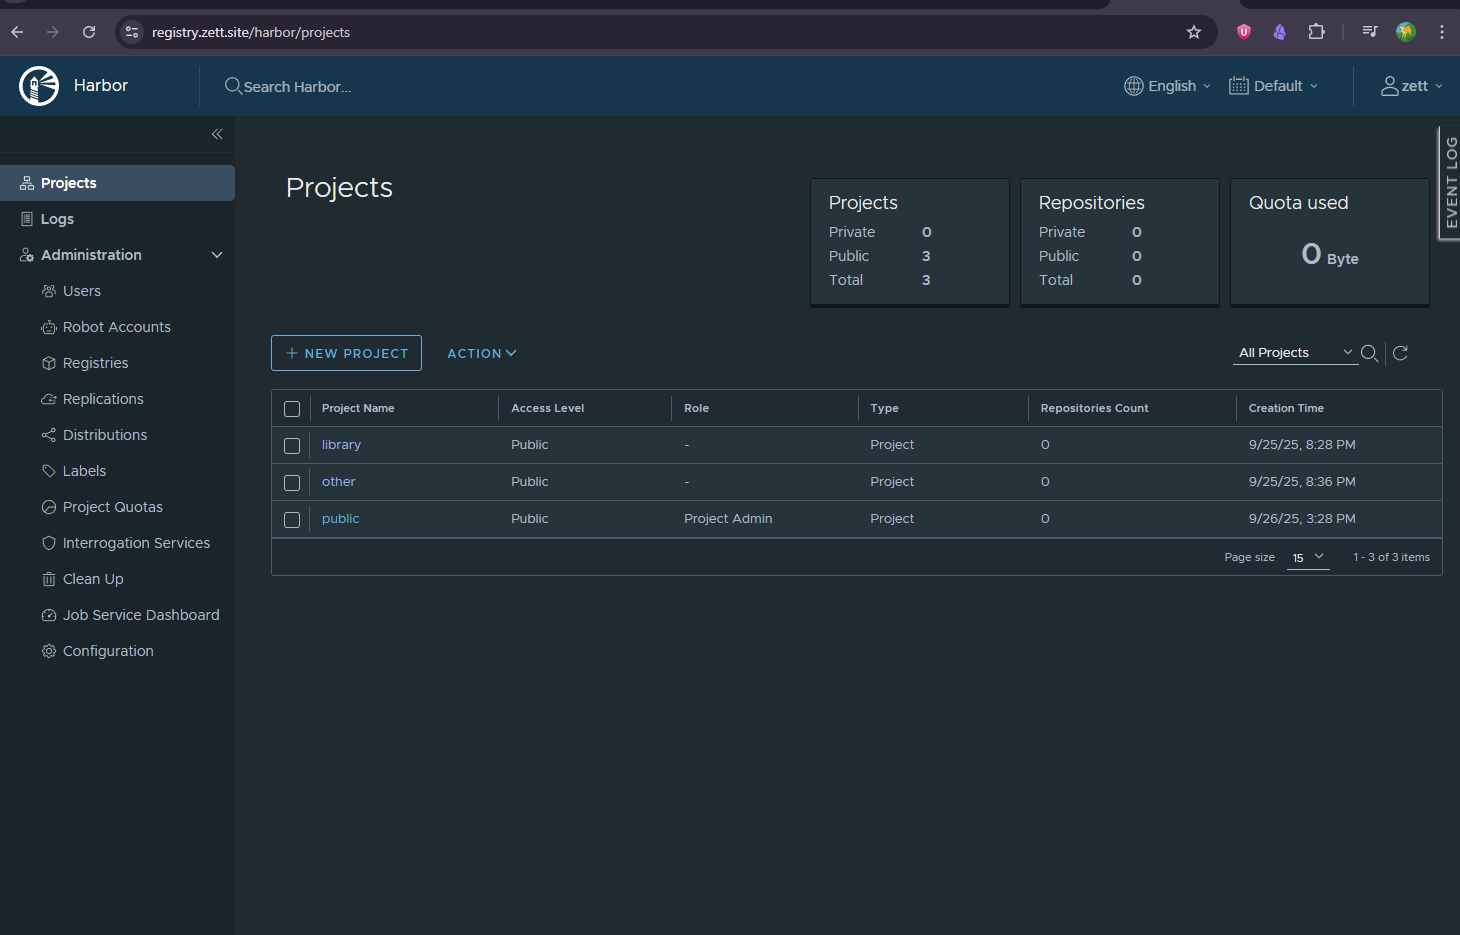 registry.zett.site/harbor/projects
Harbor
Search Harbor...
English
Default
zett
EVENT LOG
Projects
Logs
Administration
Users
Robot Accounts
Registries
Replications
Distributions
Labels
Project Quotas
Interrogation Services
Clean Up
Job Service Dashboard
Configuration
Projects
Projects
Private 0
Public 3
Total 3
Repositories
Private 0
Public 0
Total 0
Quota used
0 Byte
+ NEW PROJECT
ACTION
All Projects
Project Name Access Level Role Type Repositories Count Creation Time
library Public - Project 0 9/25/25, 8:28 PM
other Public - Project 0 9/25/25, 8:36 PM
public Public Project Admin Project 0 9/26/25, 3:28 PM
Page size 15 1 - 3 of 3 items